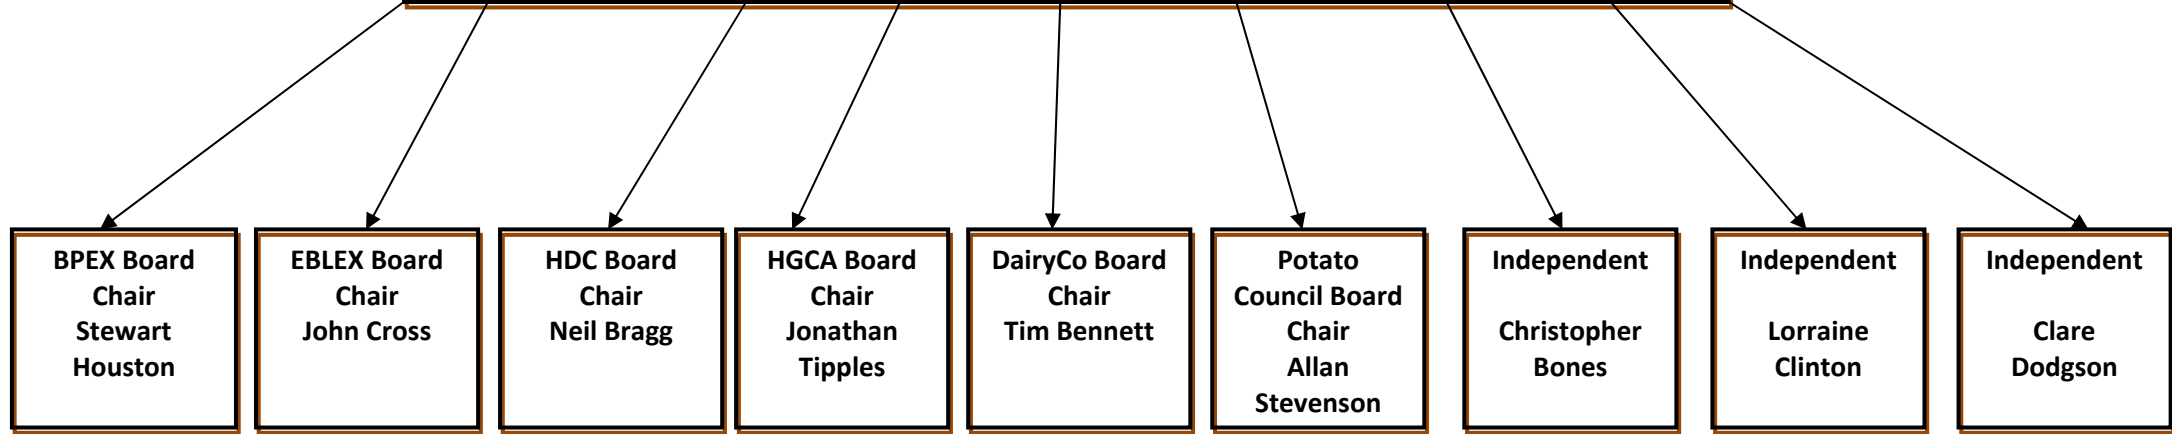 BPEX Board
Chair
Stewart
Houston
EBLEX Board
Chair
John Cross
HDC Board
Chair
Neil Bragg
HGCA Board
Chair
Jonathan
Tipples
DairyCo Board
Chair
Tim Bennett
Potato
Council Board
Chair
Allan
Stevenson
Independent
Christopher
Bones
Independent
Lorraine
Clinton
Independent
Clare
Dodgson